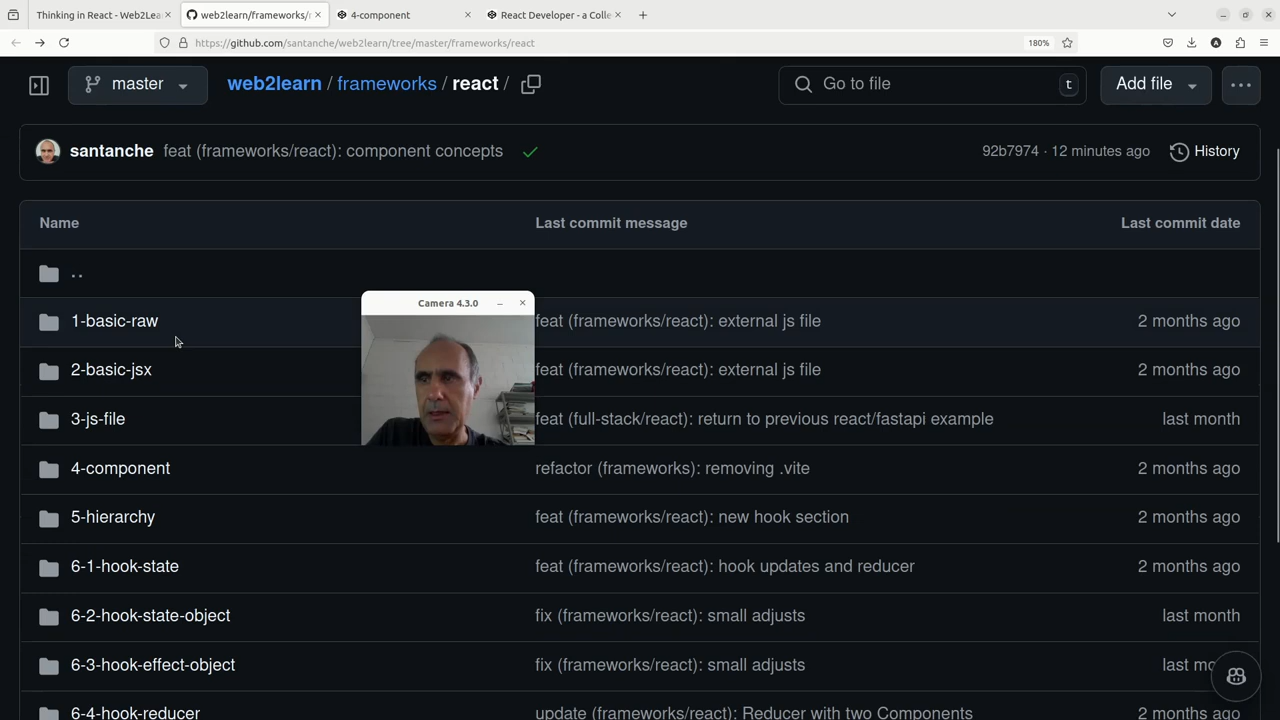 Thinking in React - Web2Lea
web2learn/frameworks/r
4-component
React Developer - a Colle
https://github.com/santanche/web2learn/tree/master/frameworks/react
180%
master
web2learn / frameworks / react /
Go to file
t
Add file
santanche feat (frameworks/react): component concepts
92b7974 · 12 minutes ago
History
Name
Last commit message
Last commit date
..
Camera 4.3.0
1-basic-raw
feat (frameworks/react): external js file
2 months ago
2-basic-jsx
feat (frameworks/react): external js file
2 months ago
3-js-file
feat (full-stack/react): return to previous react/fastapi example
last month
4-component
refactor (frameworks): removing .vite
2 months ago
5-hierarchy
feat (frameworks/react): new hook section
2 months ago
6-1-hook-state
feat (frameworks/react): hook updates and reducer
2 months ago
6-2-hook-state-object
fix (frameworks/react): small adjusts
last month
6-3-hook-effect-object
fix (frameworks/react): small adjusts
last mo
6-4-hook-reducer
update (frameworks/react): Reducer with two Components
2 months ago